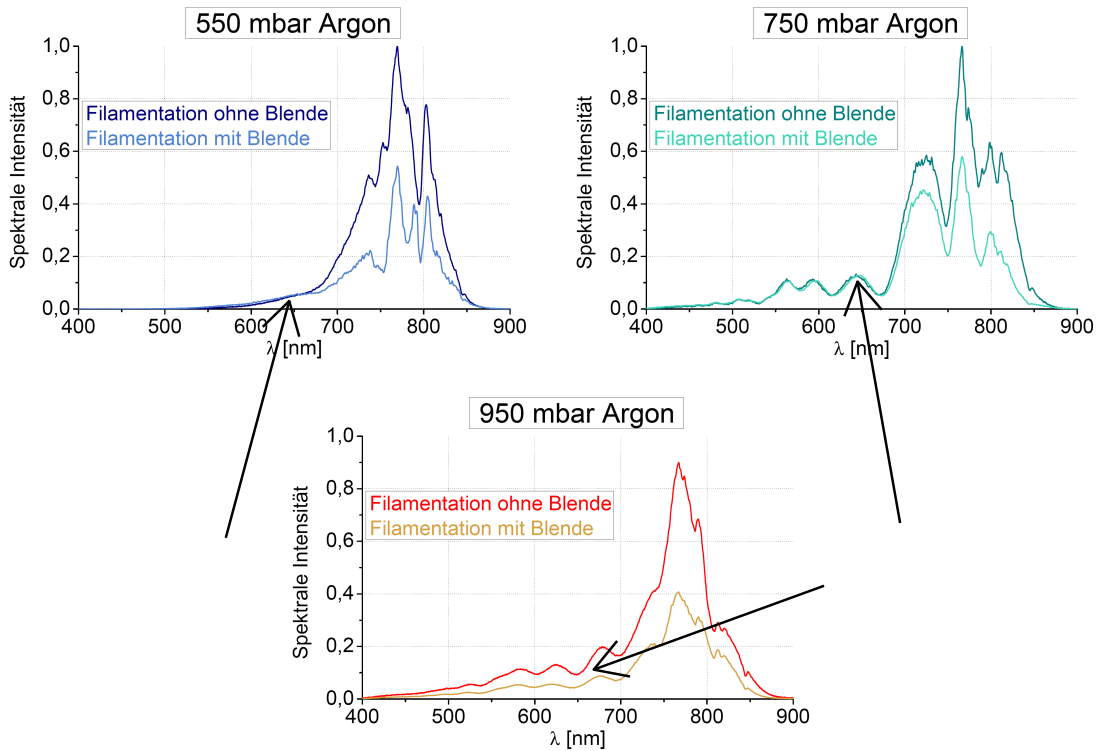 550 mbar Argon
Spektrale Intensität
1,0
0,8
0,6
0,4
0,2
0,0
Filamentation ohne Blende
Filamentation mit Blende
400 500 600 700 800 900
λ [nm]
750 mbar Argon
Spektrale Intensität
1,0
0,8
0,6
0,4
0,2
0,0
Filamentation ohne Blende
Filamentation mit Blende
400 500 600 700 800 900
λ [nm]
950 mbar Argon
Spektrale Intensität
1,0
0,8
0,6
0,4
0,2
0,0
Filamentation ohne Blende
Filamentation mit Blende
400 500 600 700 800 900
λ [nm]